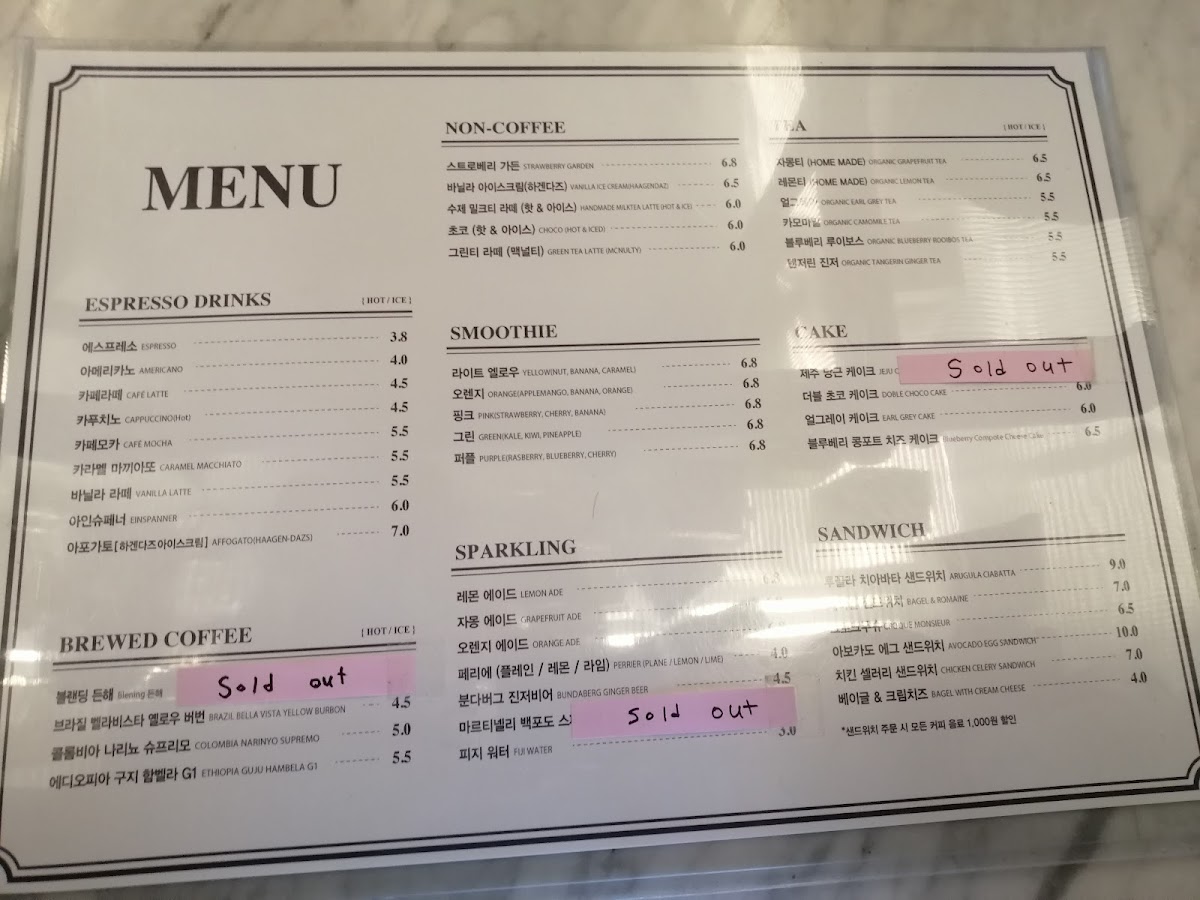 MENU
ESPRESSO DRINKS { HOT / ICE }
에스프레소 ESPRESSO 3.8
아메리카노 AMERICANO 4.0
카페라떼 CAFÉ LATTE 4.5
카푸치노 CAPPUCCINO(Hot) 4.5
카페모카 CAFÉ MOCHA 5.5
카라멜 마끼아또 CARAMEL MACCHIATO 5.5
바닐라 라떼 VANILLA LATTE 5.5
아인슈페너 EINSPANNER 6.0
아포가토[하겐다즈아이스크림] AFFOGATO(HAAGEN-DAZS) 7.0
BREWED COFFEE { HOT / ICE }
블랜딩 든해 Blening 든해 Sold out
브라질 벨라비스타 옐로우 버번 BRAZIL BELLA VISTA YELLOW BURBON 4.5
콜롬비아 나리뇨 슈프리모 COLOMBIA NARINYO SUPREMO 5.0
에디오피아 구지 함벨라 G1 ETHIOPIA GUJU HAMBELA G1 5.5
NON-COFFEE
스트로베리 가든 STRAWBERRY GARDEN 6.8
바닐라 아이스크림(하겐다즈) VANILLA ICE CREAM(HAAGENDAZ) 6.5
수제 밀크티 라떼 (핫 & 아이스) HANDMADE MILKTEA LATTE (HOT & ICE) 6.0
초코 (핫 & 아이스) CHOCO (HOT & ICED) 6.0
그린티 라떼 (맥널티) GREEN TEA LATTE (MCNULTY) 6.0
SMOOTHIE
라이트 옐로우 YELLOW(NUT, BANANA, CARAMEL) 6.8
오렌지 ORANGE(APPLEMANGO, BANANA, ORANGE) 6.8
핑크 PINK(STRAWBERRY, CHERRY, BANANA) 6.8
그린 GREEN(KALE, KIWI, PINEAPPLE) 6.8
퍼플 PURPLE(RASBERRY, BLUEBERRY, CHERRY) 6.8
SPARKLING
레몬 에이드 LEMON ADE
자몽 에이드 GRAPEFRUIT ADE
오렌지 에이드 ORANGE ADE
페리에 (플레인 / 레몬 / 라임) PERRIER (PLANE / LEMON / LIME) 4.0
분다버그 진저비어 BUNDABERG GINGER BEER 4.5
마르티넬리 백포도 Sold out
피지 워터 FUJI WATER 3.0
TEA { HOT / ICE }
자몽티 (HOME MADE) ORGANIC GRAPEFRUIT TEA 6.5
레몬티 (HOME MADE) ORGANIC LEMON TEA 6.5
얼그레이 ORGANIC EARL GREY TEA 5.5
카모마일 ORGANIC CAMOMILE TEA 5.5
블루베리 루이보스 ORGANIC BLUEBERRY ROOIBOS TEA 5.5
탠저린 진저 ORGANIC TANGERIN GINGER TEA 5.5
CAKE
제주 당근 케이크 JEJU Sold out
더블 초코 케이크 DOBLE CHOCO CAKE 6.0
얼그레이 케이크 EARL GREY CAKE 6.0
블루베리 콩포트 치즈 케이크 Blueberry Compote Cheese Cake 6.5
SANDWICH
루꼴라 치아바타 샌드위치 ARUGULA CIABATTA 9.0
BAGEL & ROMAINE 7.0
MONSIEUR 6.5
아보카도 에그 샌드위치 AVOCADO EGG SANDWICH 10.0
치킨 셀러리 샌드위치 CHICKEN CELERY SANDWICH 7.0
베이글 & 크림치즈 BAGEL WITH CREAM CHEESE 4.0
*샌드위치 주문 시 모든 커피 음료 1,000원 할인